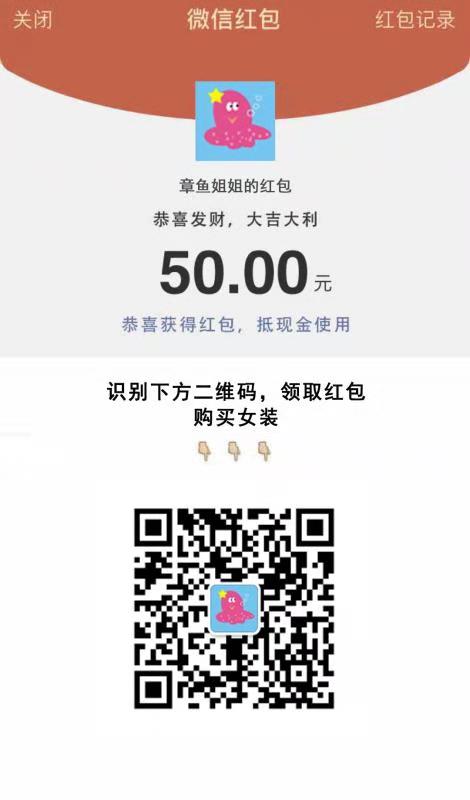 关闭 微信红包 红包记录
章鱼姐姐的红包
恭喜发财，大吉大利
50.00元
恭喜获得红包，抵现金使用
识别下方二维码，领取红包
购买女装